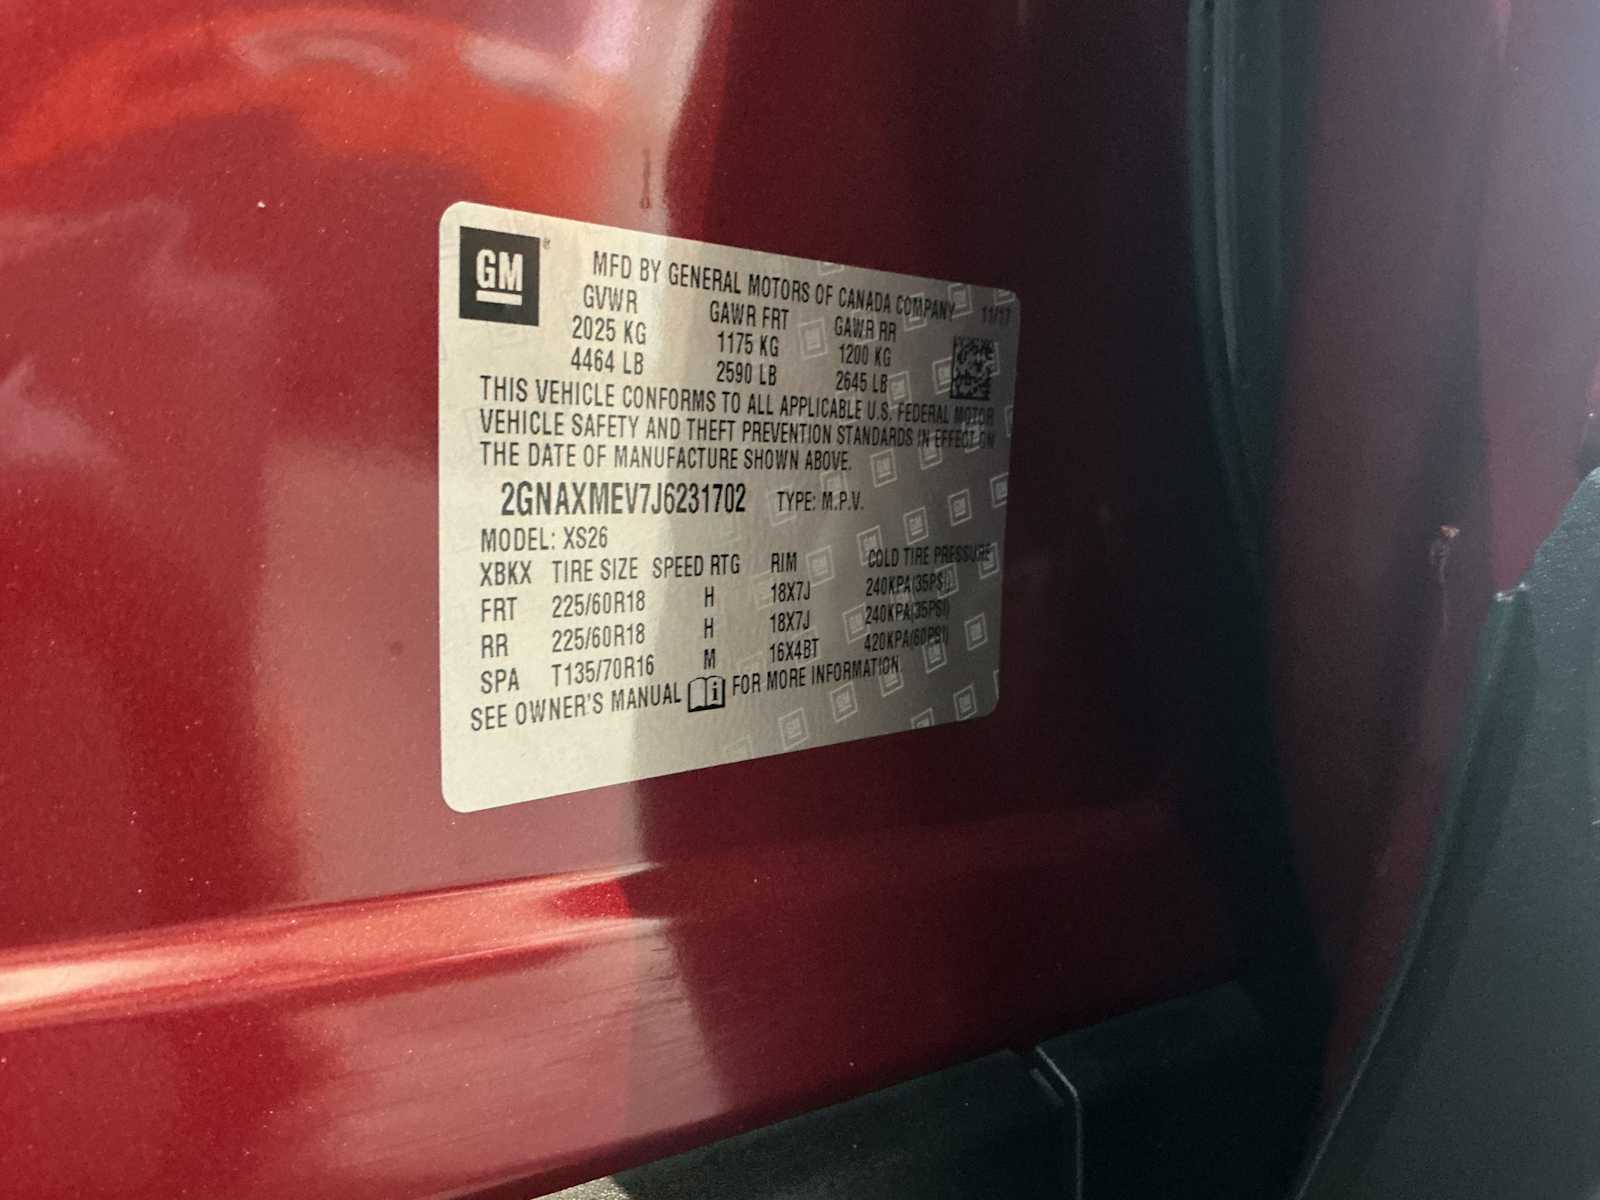 GM
MFD BY GENERAL MOTORS OF CANADA COMPANY
GVWR GAWR FRT GAWR RR 11/17
2025 KG 1175 KG 1200 KG
4464 LB 2590 LB 2645 LB
THIS VEHICLE CONFORMS TO ALL APPLICABLE U.S. FEDERAL MOTOR
VEHICLE SAFETY AND THEFT PREVENTION STANDARDS IN EFFECT ON
THE DATE OF MANUFACTURE SHOWN ABOVE.
2GNAXMEV7J6231702 TYPE: M.P.V.
MODEL: XS26
XBKX TIRE SIZE SPEED RTG RIM COLD TIRE PRESSURE
FRT 225/60R18 H 18X7J 240KPA(35PSI)
RR 225/60R18 H 18X7J 240KPA(35PSI)
SPA T135/70R16 M 16X4BT 420KPA(60PSI)
SEE OWNER'S MANUAL FOR MORE INFORMATION